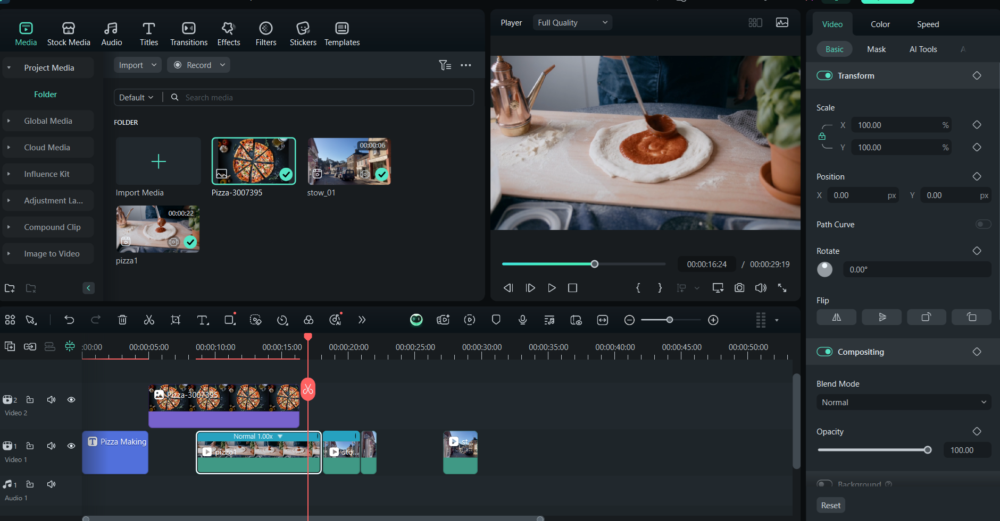 Media
Stock Media
Audio
Titles
Transitions
Effects
Filters
Stickers
Templates
Project Media
Folder
Global Media
Cloud Media
Influence Kit
Adjustment La...
Compound Clip
Image to Video
Import
Record
Default
Search media
FOLDER
Import Media
Pizza-3007395
00:00:06
stow_01
00:00:22
pizza1
Player
Full Quality
00:00:16:24 / 00:00:29:19
Video
Color
Speed
Basic
Mask
AI Tools
A
Transform
Scale
X 100.00 %
Y 100.00 %
Position
X 0.00 px Y 0.00 px
Path Curve
Rotate
0.00°
Flip
Compositing
Blend Mode
Normal
Opacity
100.00
Background
Reset
AI
:00:00 00:00:05:00 00:00:10:00 00:00:15:00 00:00:20:00 00:00:25:00 00:00:30:00 00:00:35:00 00:00:40:00 00:00:45:00 00:00:50:00
2
Video 2
Pizza-3007395
1
Video 1
T Pizza Making
Normal 1.00x
pizza1
sto...
st...
1
Audio 1